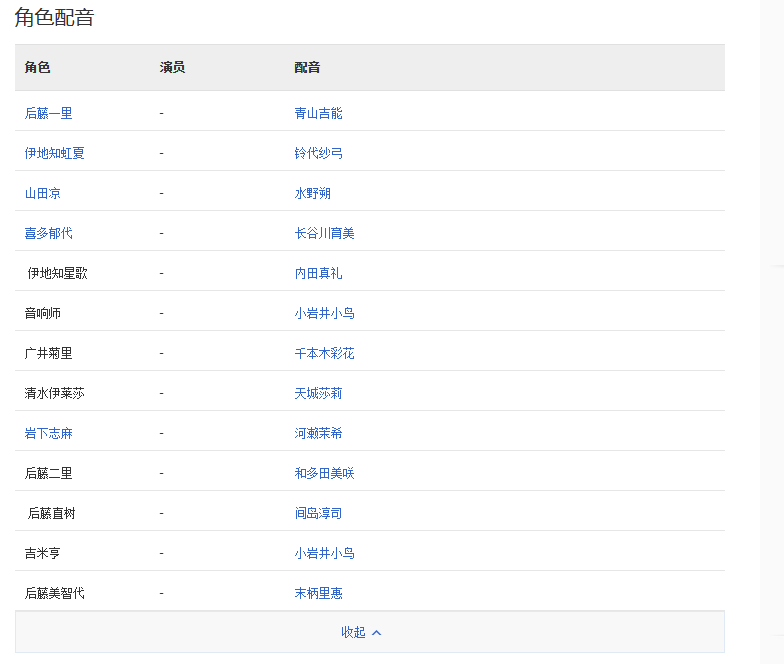 角色配音
角色 演员 配音
后藤一里 - 青山吉能
伊地知虹夏 - 铃代纱弓
山田凉 - 水野朔
喜多郁代 - 长谷川育美
伊地知星歌 - 内田真礼
音响师 - 小岩井小鸟
广井菊里 - 千本木彩花
清水伊莱莎 - 天城莎莉
岩下志麻 - 河濑茉希
后藤二里 - 和多田美咲
后藤直树 - 间岛淳司
吉米亨 - 小岩井小鸟
后藤美智代 - 末柄里恵
收起